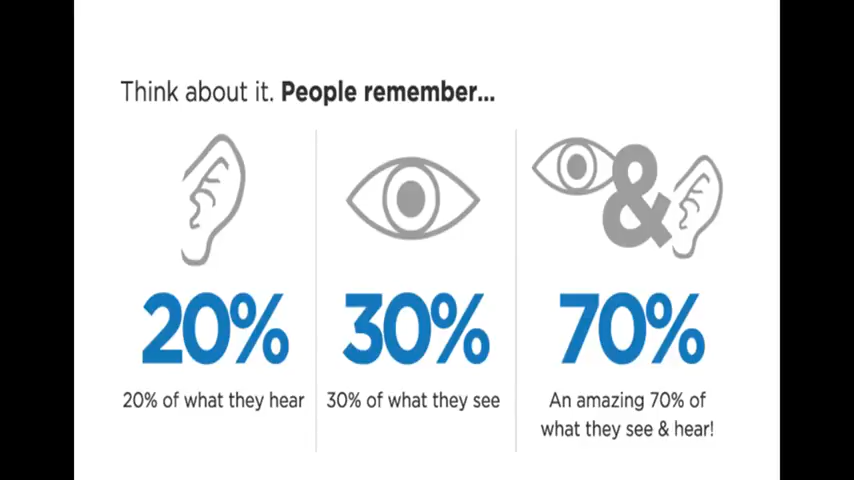 Think about it. People remember...
&
20% 30% 70%
20% of what they hear
30% of what they see
An amazing 70% of
what they see & hear!